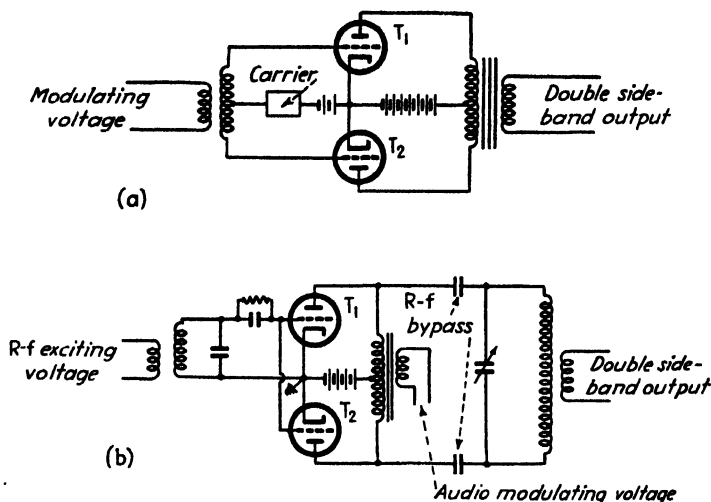 T1
Carrier
Modulating
voltage
Double side-
band output
T2
(a)
T1
R-f
bypass
R-f exciting
voltage
Double side-
band output
T2
(b)
Audio modulating voltage